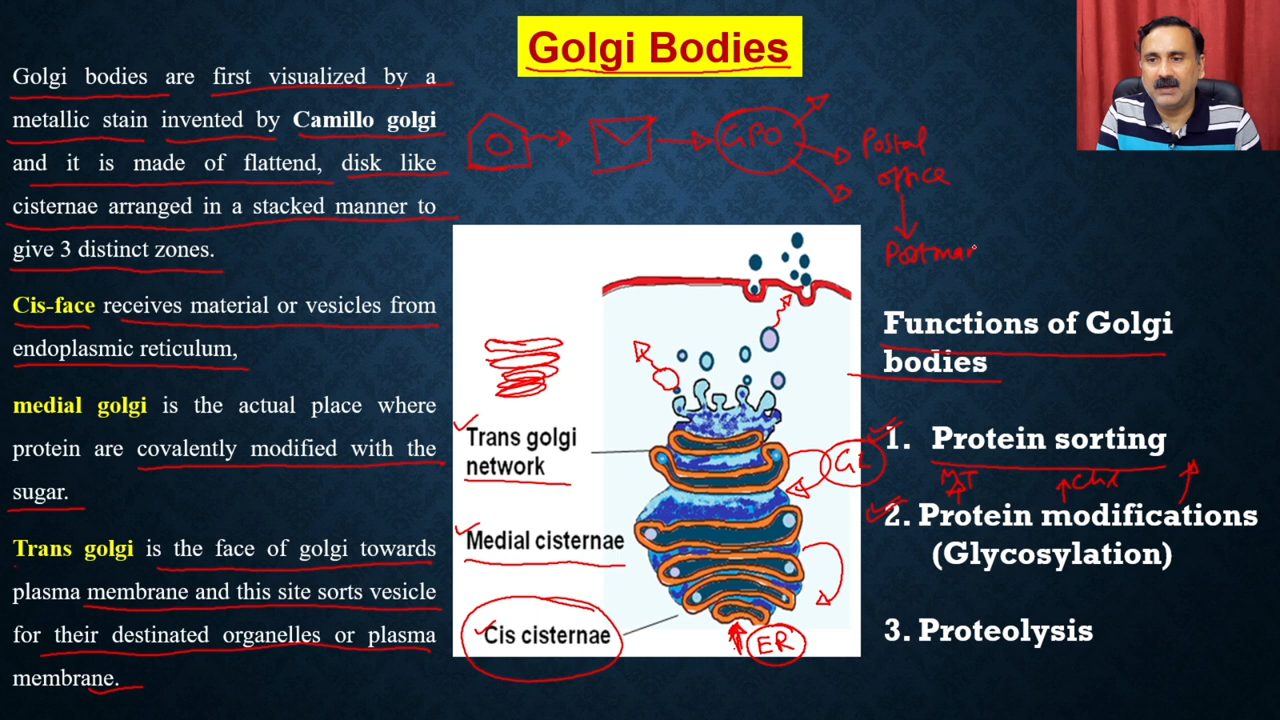 Golgi Bodies
Golgi bodies are first visualized by a
metallic stain invented by Camillo golgi
and it is made of flattend, disk like
cisternae arranged in a stacked manner to
give 3 distinct zones.
Cis-face receives material or vesicles from
endoplasmic reticulum,
medial golgi is the actual place where
protein are covalently modified with the
sugar.
Trans golgi is the face of golgi towards
plasma membrane and this site sorts vesicle
for their destinated organelles or plasma
membrane.
GPO
Postal
office
Postman
Trans golgi
network
Medial cisternae
Cis cisternae
ER
Functions of Golgi
bodies
1. Protein sorting
MT
2. Protein modifications
(Glycosylation)
3. Proteolysis